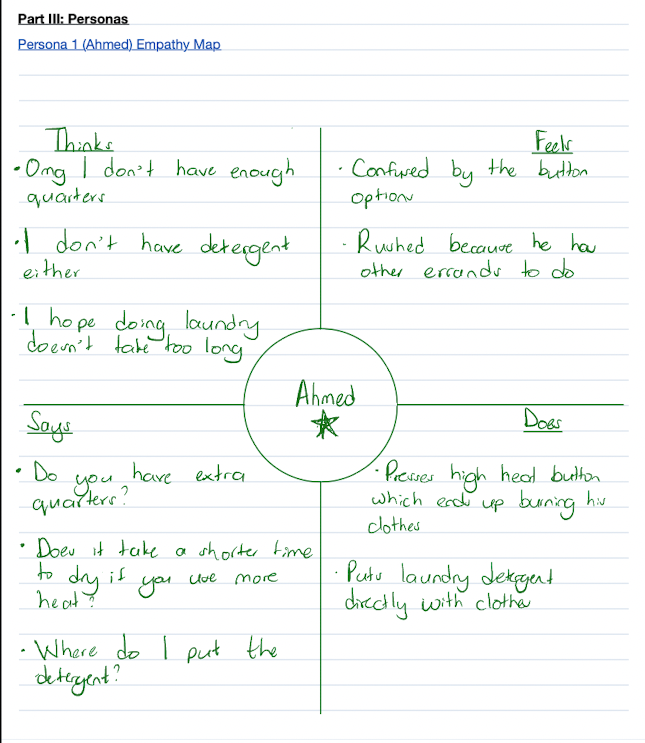 Part III: Personas
Persona 1 (Ahmed) Empathy Map
Thinks
• Omg I don't have enough
quarters
• I don't have detergent
either
• I hope doing laundry
doesn't take too long
Feels
• Confused by the button
options
• Rushed because he has
other errands to do
Ahmed
Says
• Do you have extra
quarters?
• Does it take a shorter time
to dry if you use more
heat?
• Where do I put the
detergent?
Does
• Presses high heat button
which ends up burning his
clothes
• Puts laundry detergent
directly with clothes